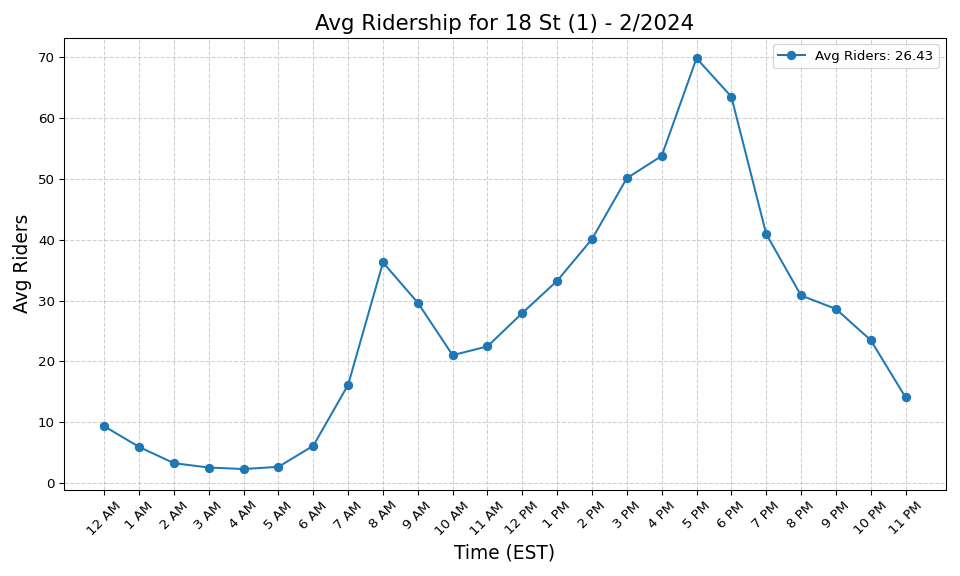 Avg Ridership for 18 St (1) - 2/2024
Avg Riders: 26.43
Avg Riders
70
60
50
40
30
20
10
0
12 AM
1 AM
2 AM
3 AM
4 AM
5 AM
6 AM
7 AM
8 AM
9 AM
10 AM
11 AM
12 PM
1 PM
2 PM
3 PM
4 PM
5 PM
6 PM
7 PM
8 PM
9 PM
10 PM
11 PM
Time (EST)